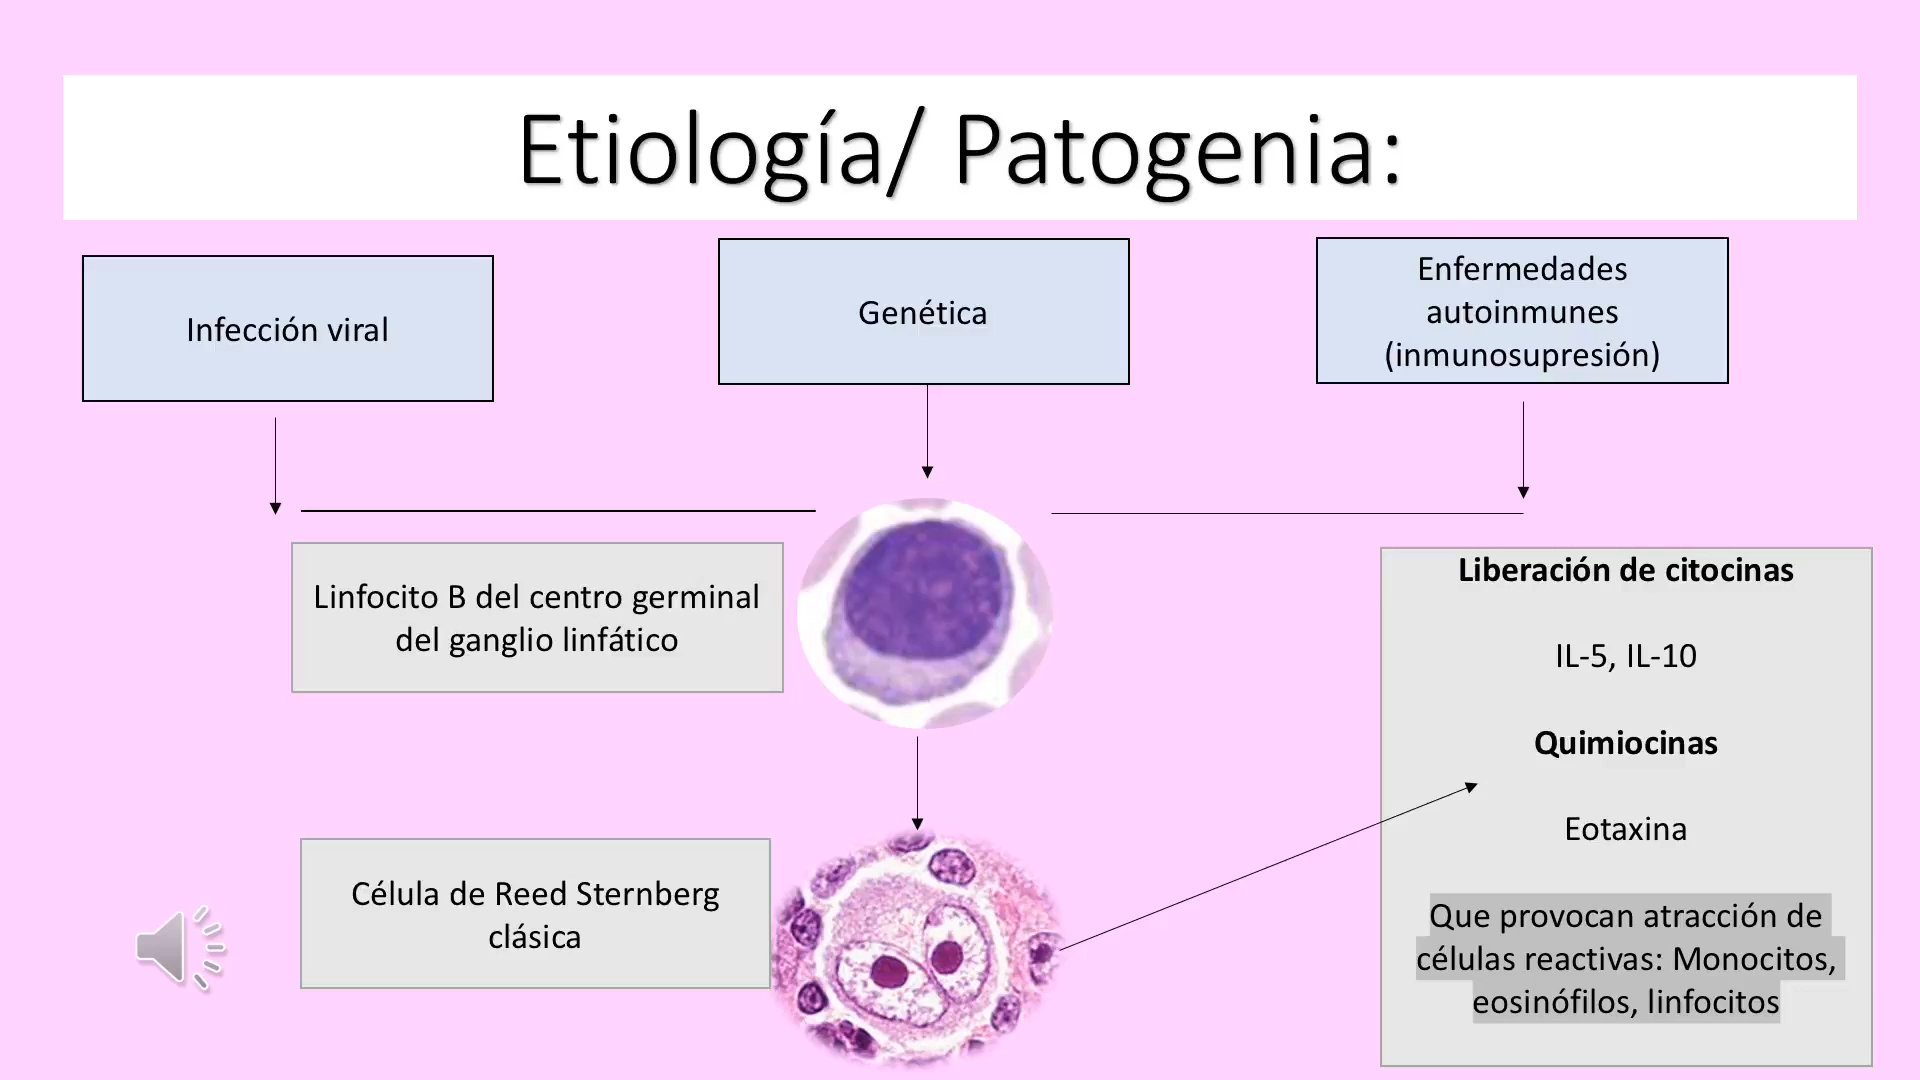 Etiología/ Patogenia:
Infección viral
Genética
Enfermedades
autoinmunes
(inmunosupresión)
Linfocito B del centro germinal
del ganglio linfático
Célula de Reed Sternberg
clásica
Liberación de citocinas
IL-5, IL-10
Quimiocinas
Eotaxina
Que provocan atracción de
células reactivas: Monocitos,
eosinófilos, linfocitos